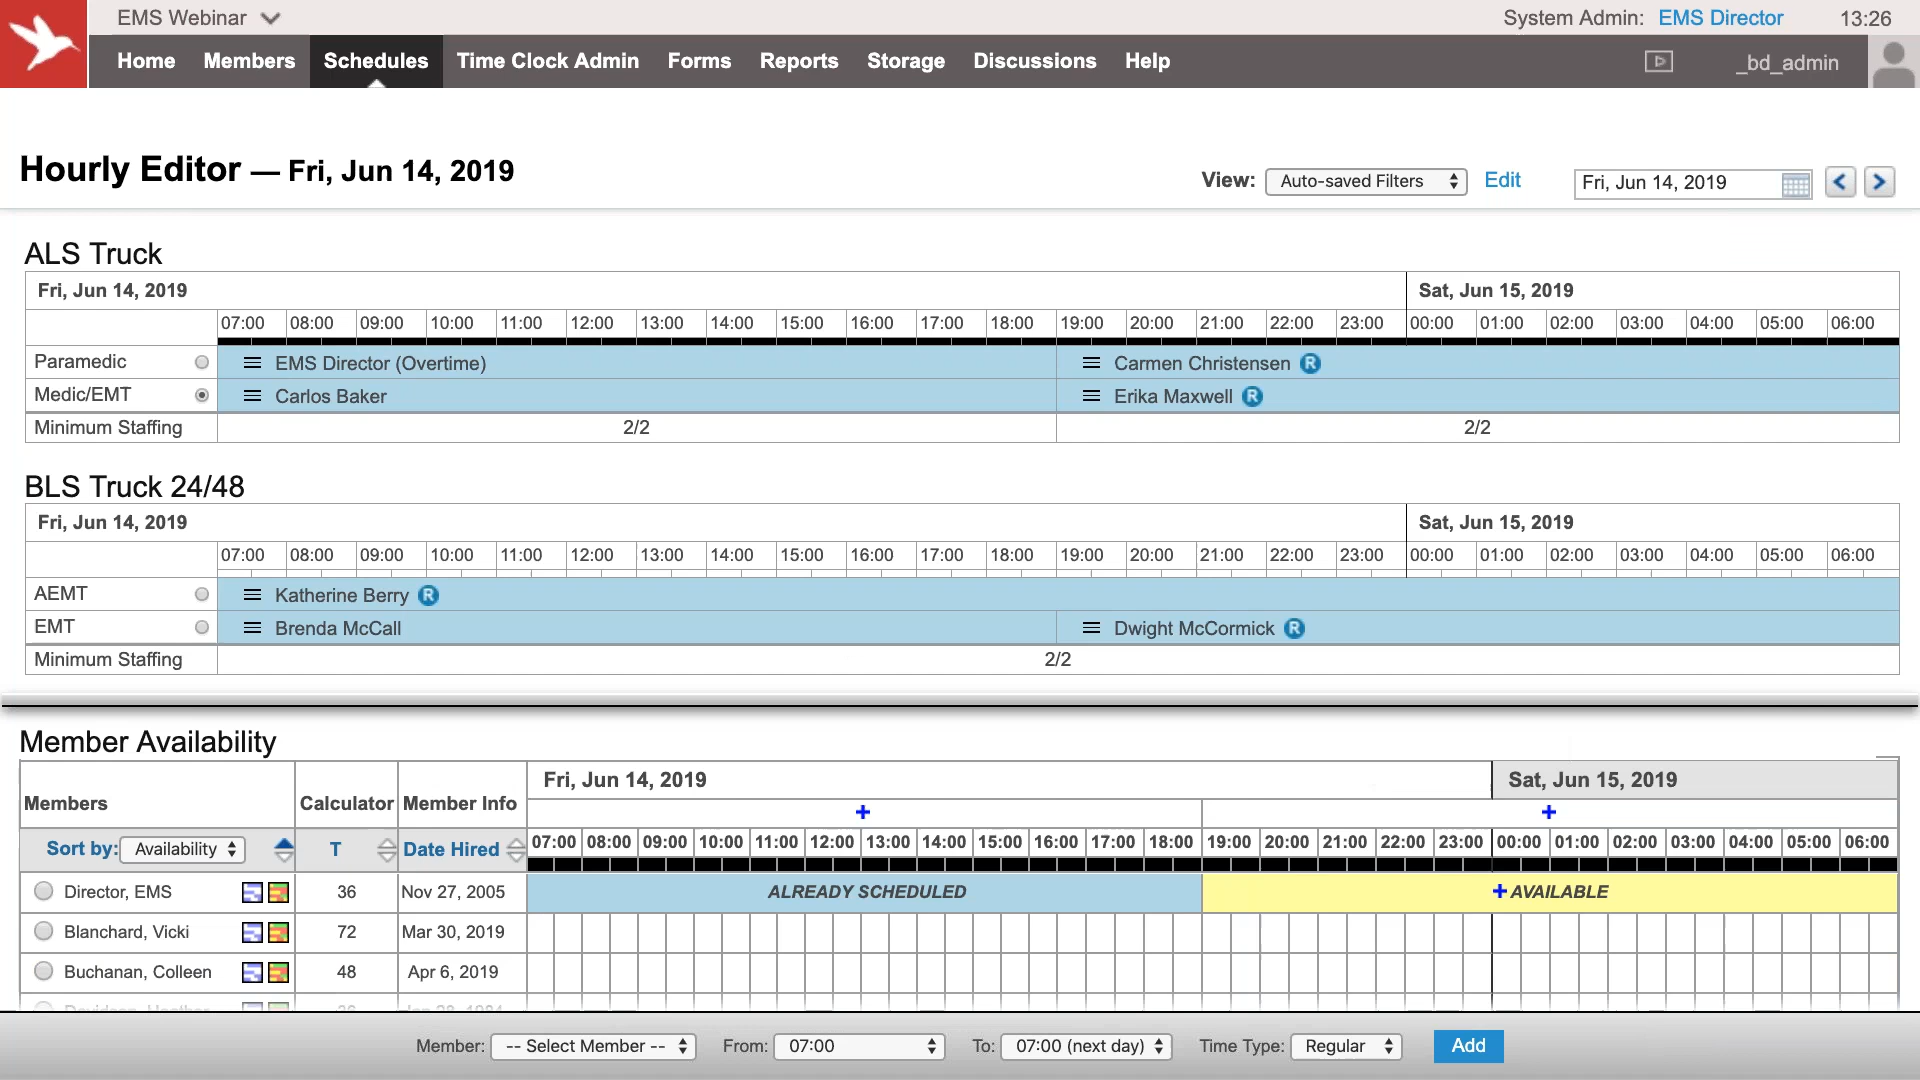 EMS Webinar
System Admin: EMS Director 13:26
Home Members Schedules Time Clock Admin Forms Reports Storage Discussions Help _bd_admin
Hourly Editor — Fri, Jun 14, 2019
View: Auto-saved Filters Edit Fri, Jun 14, 2019
ALS Truck
Fri, Jun 14, 2019 Sat, Jun 15, 2019
07:00 08:00 09:00 10:00 11:00 12:00 13:00 14:00 15:00 16:00 17:00 18:00 19:00 20:00 21:00 22:00 23:00 00:00 01:00 02:00 03:00 04:00 05:00 06:00
Paramedic EMS Director (Overtime) Carmen Christensen R
Medic/EMT Carlos Baker Erika Maxwell R
Minimum Staffing 2/2 2/2
BLS Truck 24/48
Fri, Jun 14, 2019 Sat, Jun 15, 2019
07:00 08:00 09:00 10:00 11:00 12:00 13:00 14:00 15:00 16:00 17:00 18:00 19:00 20:00 21:00 22:00 23:00 00:00 01:00 02:00 03:00 04:00 05:00 06:00
AEMT Katherine Berry R
EMT Brenda McCall Dwight McCormick R
Minimum Staffing 2/2
Member Availability
Fri, Jun 14, 2019 Sat, Jun 15, 2019
Members Calculator Member Info + +
Sort by: Availability T Date Hired 07:00 08:00 09:00 10:00 11:00 12:00 13:00 14:00 15:00 16:00 17:00 18:00 19:00 20:00 21:00 22:00 23:00 00:00 01:00 02:00 03:00 04:00 05:00 06:00
Director, EMS 36 Nov 27, 2005 ALREADY SCHEDULED + AVAILABLE
Blanchard, Vicki 72 Mar 30, 2019
Buchanan, Colleen 48 Apr 6, 2019
Member: -- Select Member -- From: 07:00 To: 07:00 (next day) Time Type: Regular Add